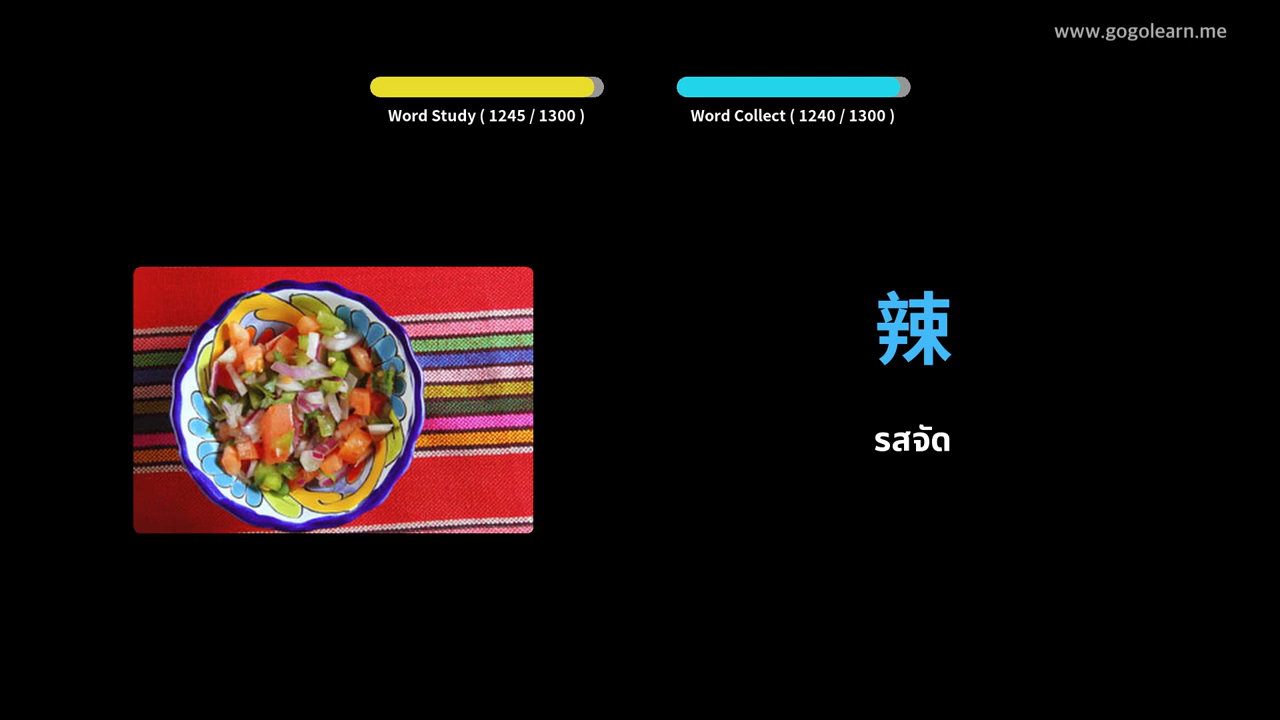 www.gogolearn.me
Word Study ( 1245 / 1300 )
Word Collect ( 1240 / 1300 )
辣
รสจัด